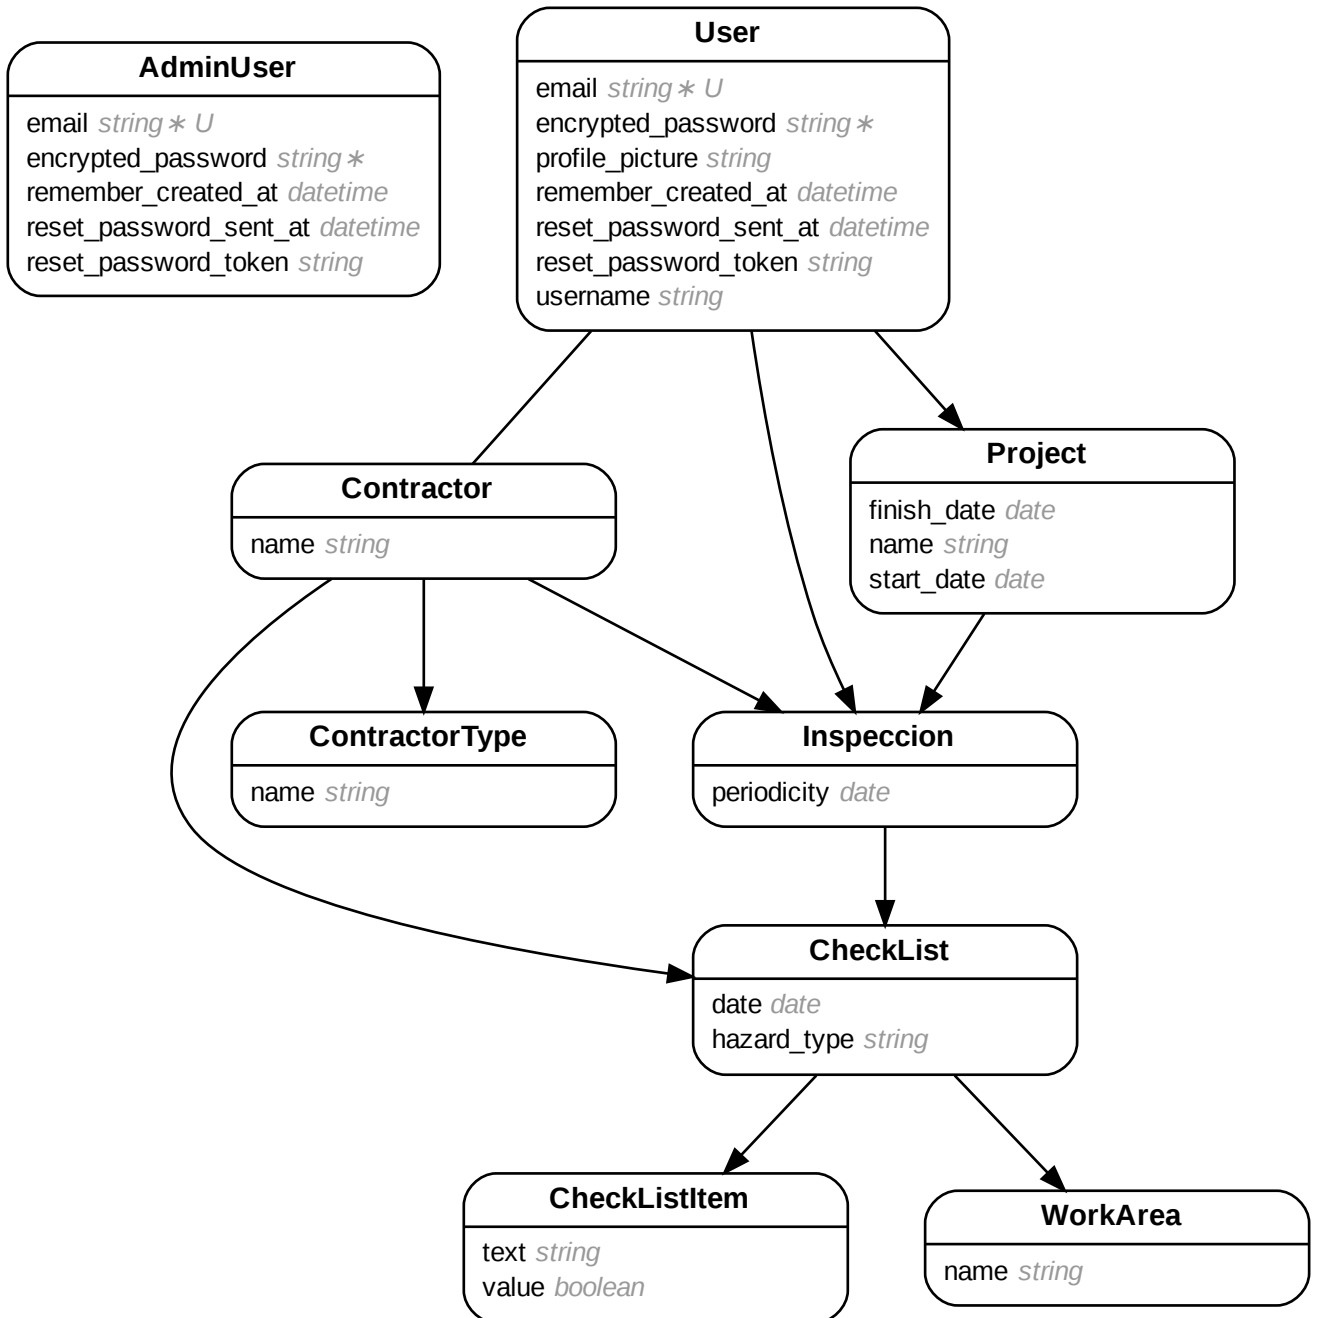 AdminUser
email string∗ U
encrypted_password string∗
remember_created_at datetime
reset_password_sent_at datetime
reset_password_token string
User
email string∗ U
encrypted_password string∗
profile_picture string
remember_created_at datetime
reset_password_sent_at datetime
reset_password_token string
username string
Contractor
name string
Project
finish_date date
name string
start_date date
ContractorType
name string
Inspeccion
periodicity date
CheckList
date date
hazard_type string
CheckListItem
text string
value boolean
WorkArea
name string